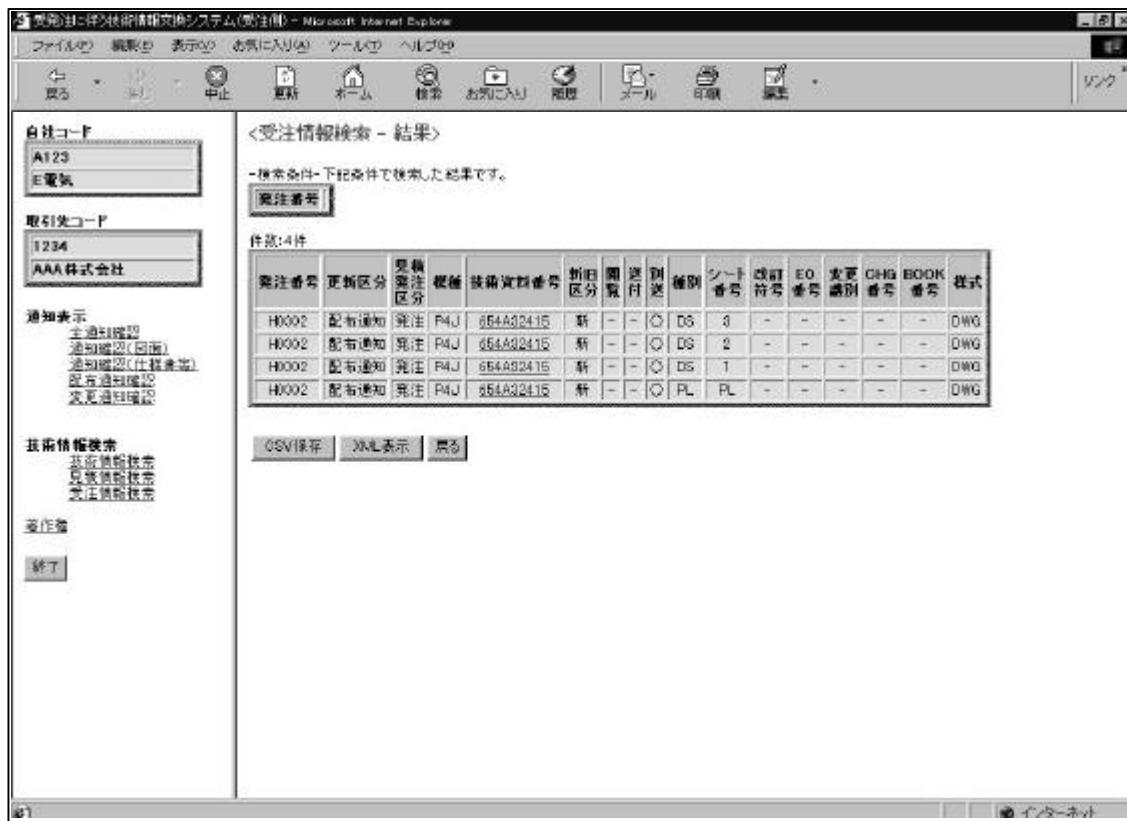 受発注に伴う技術情報交換システム(受注側) - Microsoft Internet Explorer
ファイル(F) 編集(E) 表示(V) お気に入り(A) ツール(T) ヘルプ(H)
戻る 中止 更新 ホーム 検索 お気に入り 履歴 メール 印刷 編集 リンク
自社コード
A123
E電気
取引先コード
1234
AAA株式会社
通知表示
全通知確認
通知確認(図面)
通知確認(仕様書案)
配布通知確認
変更通知確認
技術情報検索
技術情報検索
見積情報検索
受注情報検索
著作権
終了
<受注情報検索 - 結果>
-検索条件-下記条件で検索した結果です。
発注番号
件数:4件
発注番号 更新区分 見積発注区分 機種 技術資料番号 新旧区分 閲覧 送付 別送 種別 シート番号 改訂符号 EO番号 変更識別 CHG番号 BOOK番号 様式
H0002 配布通知 発注 P4J 654A32415 新 - - ○ DS 3 - - - - - DWG
H0002 配布通知 発注 P4J 654A32415 新 - - ○ DS 2 - - - - - DWG
H0002 配布通知 発注 P4J 654A32415 新 - - ○ DS 1 - - - - - DWG
H0002 配布通知 発注 P4J 654A32415 新 - - ○ PL PL - - - - - DWG
CSV保存 XML表示 戻る
インターネット